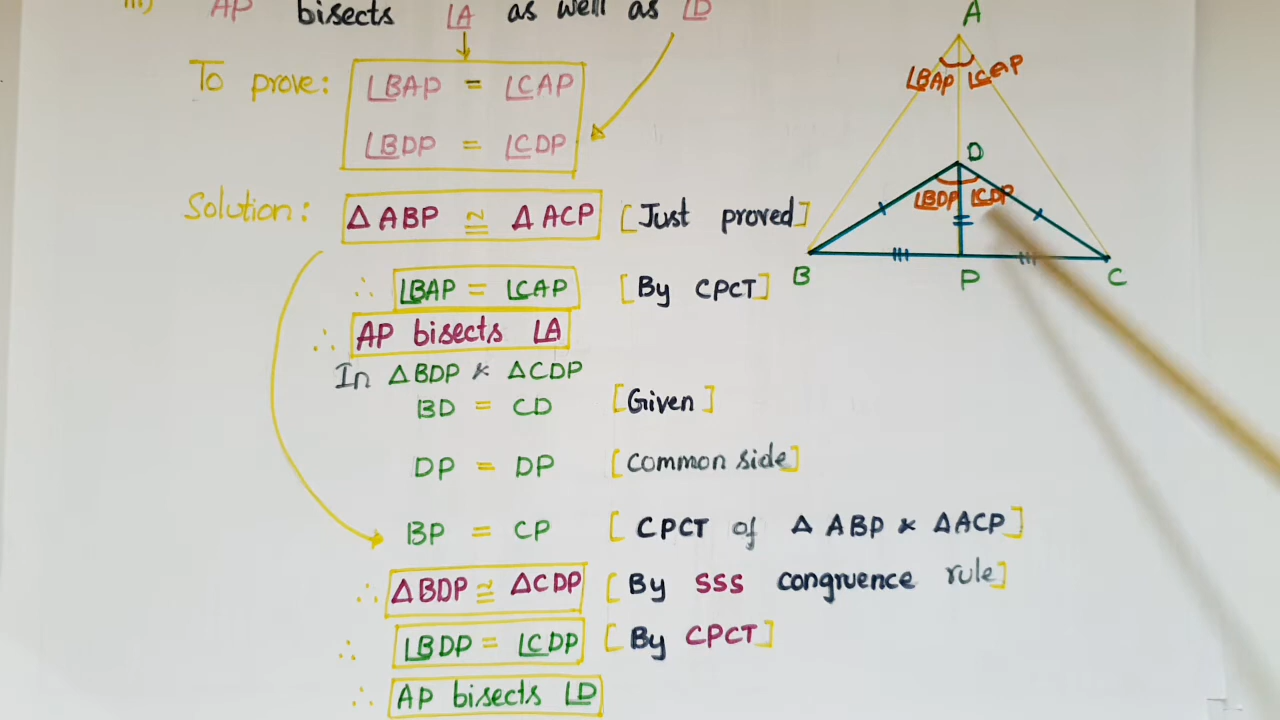 iii) AP bisects ∠A as well as ∠D
To prove: ∠BAP = ∠CAP
∠BDP = ∠CDP
Solution: ΔABP ≅ ΔACP [Just proved]
∴ ∠BAP = ∠CAP [By CPCT]
∴ AP bisects ∠A
In ΔBDP & ΔCDP
BD = CD [Given]
DP = DP [Common side]
BP = CP [CPCT of ΔABP & ΔACP]
∴ ΔBDP ≅ ΔCDP [By SSS congruence rule]
∴ ∠BDP = ∠CDP [By CPCT]
∴ AP bisects ∠D
A
∠BAP ∠CAP
D
∠BDP ∠CDP
B P C